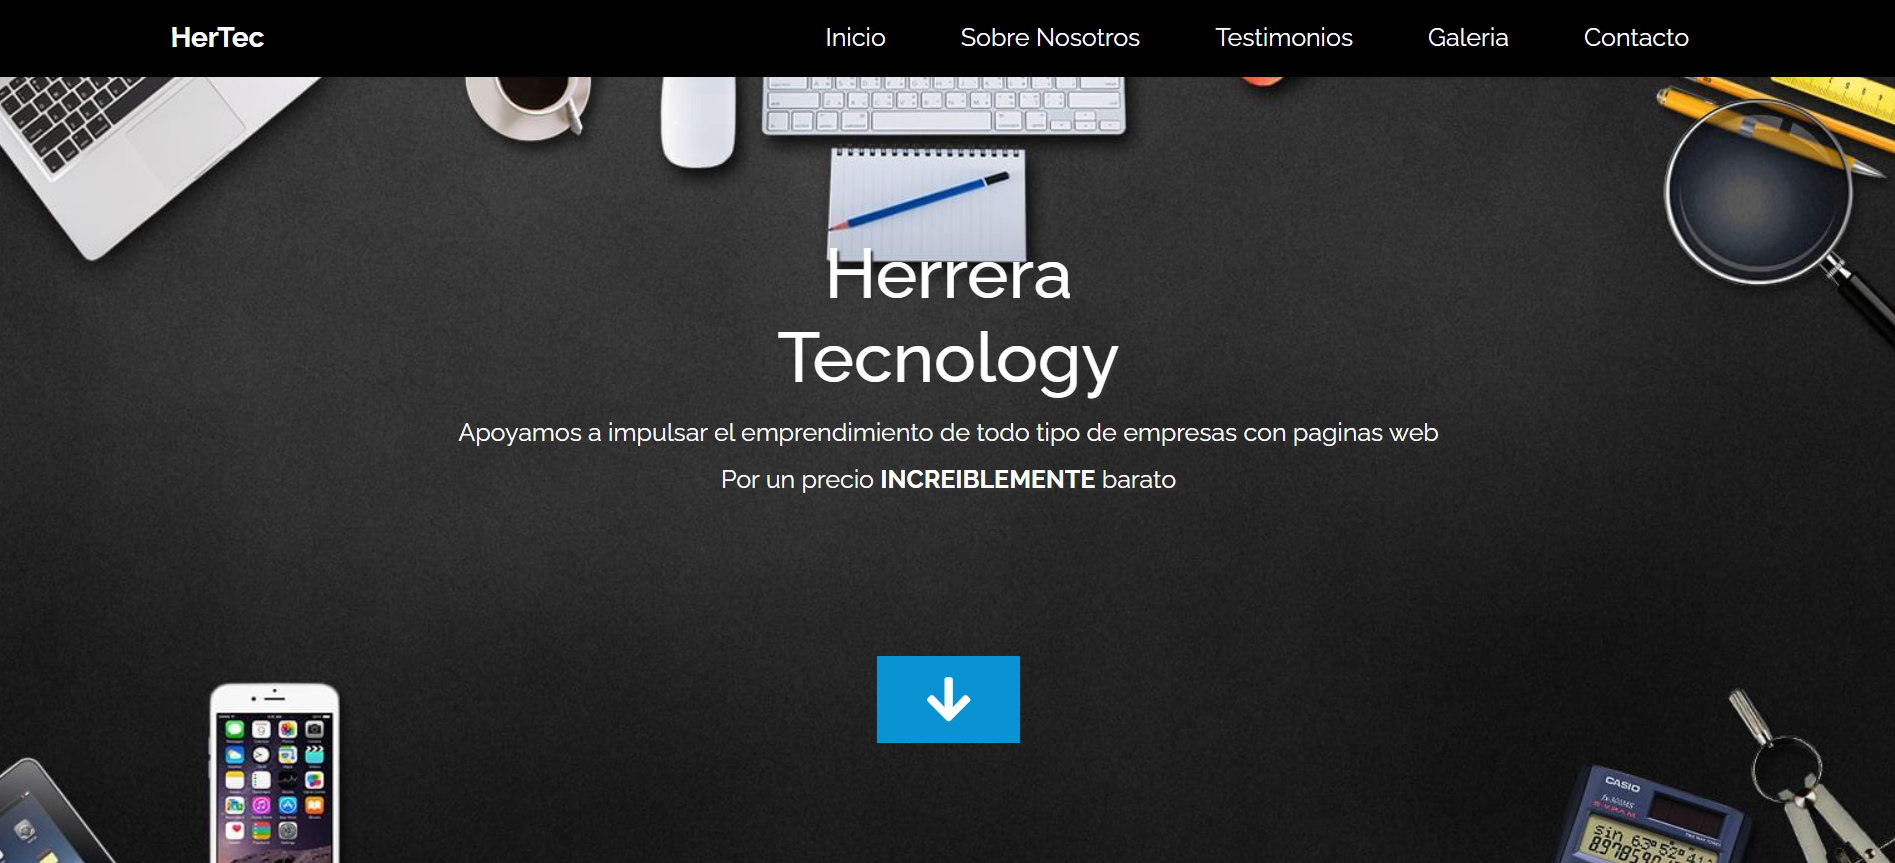 HerTec
Inicio
Sobre Nosotros
Testimonios
Galeria
Contacto
Herrera
Tecnology
Apoyamos a impulsar el emprendimiento de todo tipo de empresas con paginas web
Por un precio INCREIBLEMENTE barato
CASIO